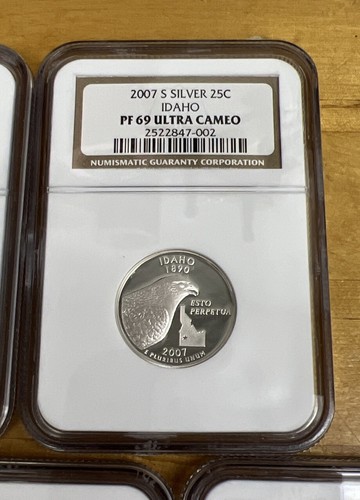 2007 S SILVER 25C
IDAHO
PF 69 ULTRA CAMEO
2522847-002
NUMISMATIC GUARANTY CORPORATION
IDAHO
1890
ESTO
PERPETUA
2007
E PLURIBUS UNUM